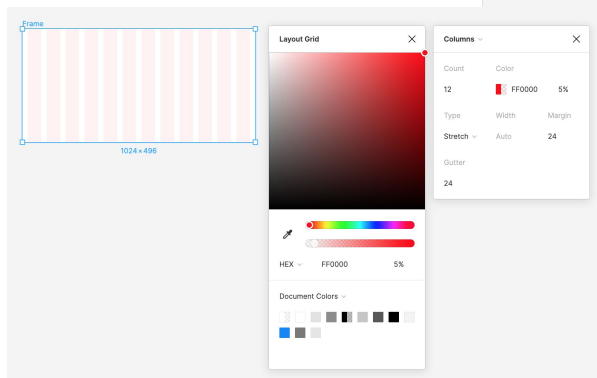 Frame
1024 × 496
Layout Grid
HEX FF0000 5%
Document Colors
Columns
Count Color
12 FF0000 5%
Type Width Margin
Stretch Auto 24
Gutter
24